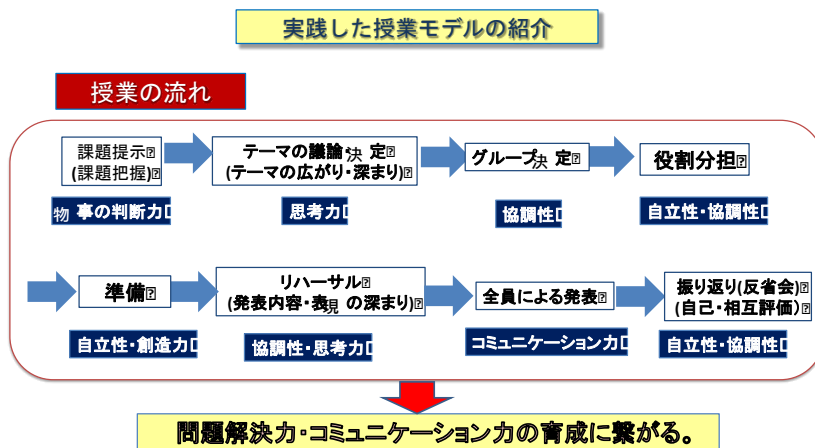 実践した授業モデルの紹介
授業の流れ
課題提示
(課題把握)
物事の判断力
テーマの議論・決定
(テーマの広がり・深まり)
思考力
グループ決定
協調性
役割分担
自立性・協調性
準備
自立性・創造力
リハーサル
(発表内容・表現の深まり)
協調性・思考力
全員による発表
コミュニケーション力
振り返り(反省会)
(自己・相互評価)
自立性・協調性
問題解決力・コミュニケーション力の育成に繋がる。